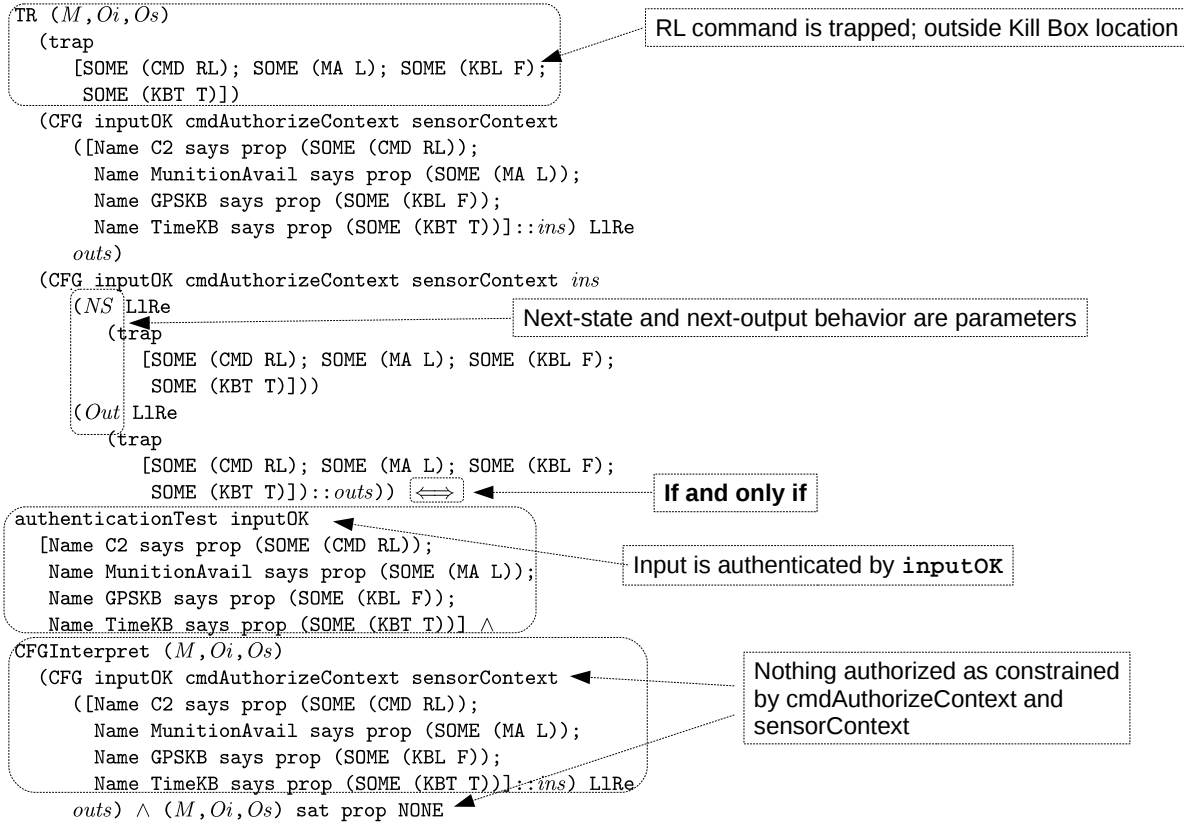 TR (M,Oi,Os)
RL command is trapped; outside Kill Box location
(trap
[SOME (CMD RL); SOME (MA L); SOME (KBL F);
SOME (KBT T)])
(CFG inputOK cmdAuthorizeContext sensorContext
([Name C2 says prop (SOME (CMD RL));
Name MunitionAvail says prop (SOME (MA L));
Name GPSKB says prop (SOME (KBL F));
Name TimeKB says prop (SOME (KBT T))]::ins) LlRe
outs)
(CFG inputOK cmdAuthorizeContext sensorContext ins
(NS LlRe
Next-state and next-output behavior are parameters
(trap
[SOME (CMD RL); SOME (MA L); SOME (KBL F);
SOME (KBT T)]))
(Out LlRe
(trap
[SOME (CMD RL); SOME (MA L); SOME (KBL F);
SOME (KBT T)])::outs)) ⟺
If and only if
authenticationTest inputOK
[Name C2 says prop (SOME (CMD RL));
Name MunitionAvail says prop (SOME (MA L));
Name GPSKB says prop (SOME (KBL F));
Name TimeKB says prop (SOME (KBT T))] ∧
Input is authenticated by inputOK
CFGInterpret (M,Oi,Os)
(CFG inputOK cmdAuthorizeContext sensorContext
([Name C2 says prop (SOME (CMD RL));
Name MunitionAvail says prop (SOME (MA L));
Name GPSKB says prop (SOME (KBL F));
Name TimeKB says prop (SOME (KBT T))]::ins) LlRe
outs) ∧ (M,Oi,Os) sat prop NONE
Nothing authorized as constrained
by cmdAuthorizeContext and
sensorContext